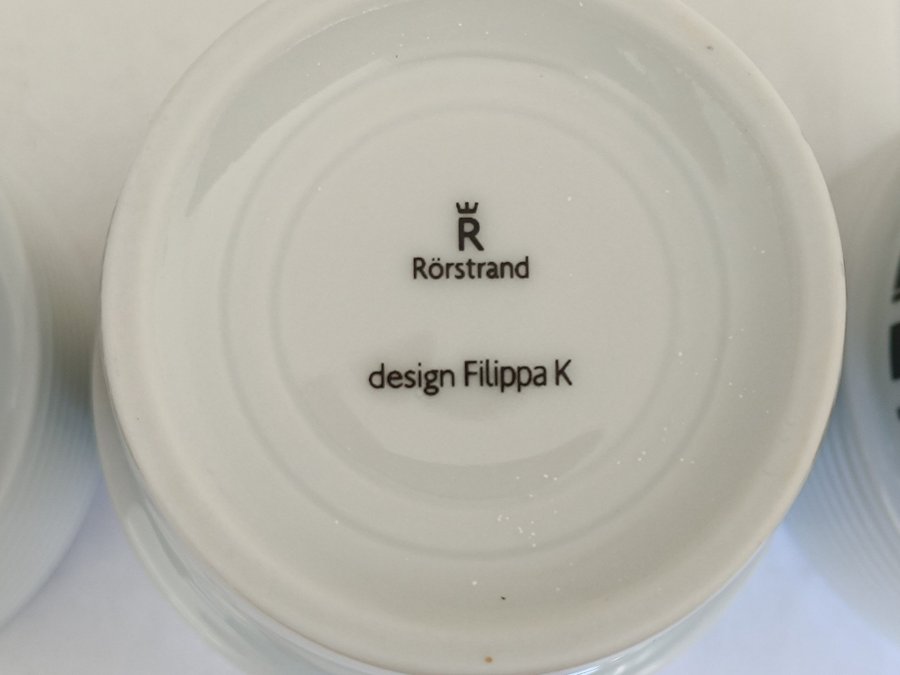 R
Rörstrand
design Filippa K